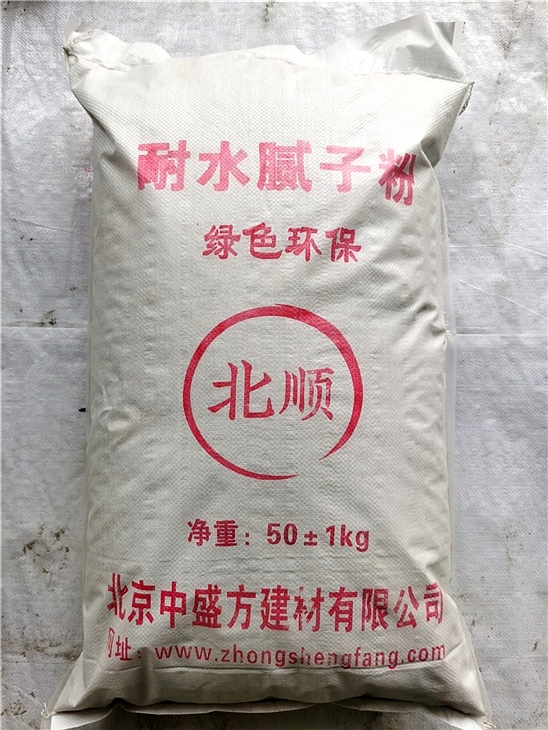 耐水腻子粉
绿色环保
北顺
净重：50±1kg
北京中盛方建材有限公司
网址：www.zhongshengfang.com